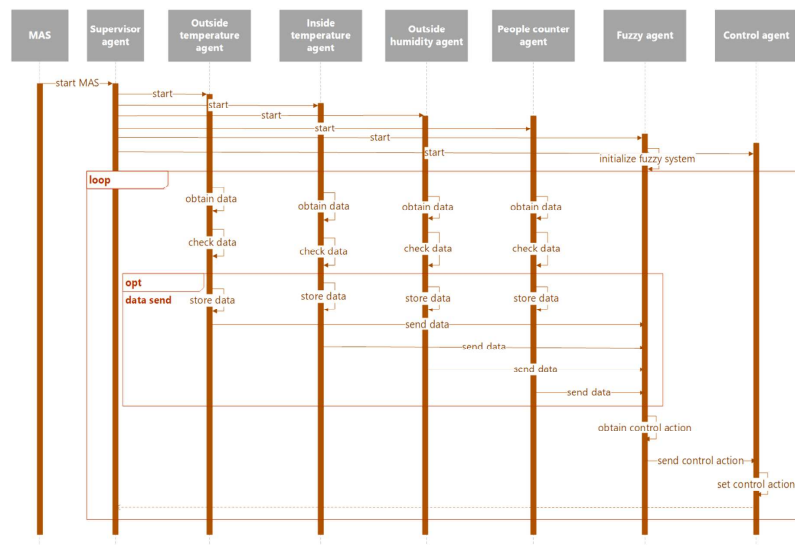 MAS
Supervisor
agent
Outside
temperature
agent
Inside
temperature
agent
Outside
humidity agent
People counter
agent
Fuzzy agent
Control agent
start MAS
start
start
start
start
start
start
initialize fuzzy system
loop
obtain data
obtain data
obtain data
obtain data
check data
check data
check data
check data
opt
data send
store data
store data
store data
store data
send data
send data
send data
send data
obtain control action
send control action
set control action